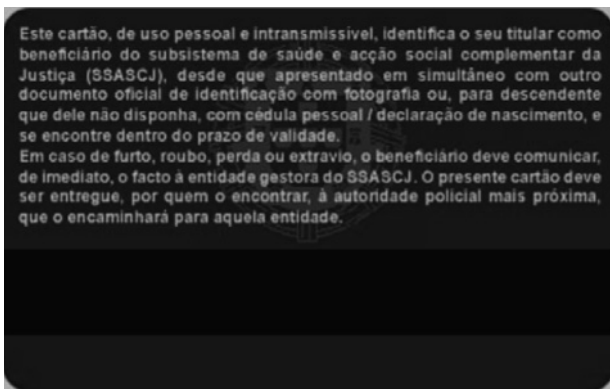 Este cartão, de uso pessoal e intransmissível, identifica o seu titular como
beneficiário do subsistema de saúde e acção social complementar da
Justiça (SSASCJ), desde que apresentado em simultâneo com outro
documento oficial de identificação com fotografia ou, para descendente
que dele não disponha, com cédula pessoal / declaração de nascimento, e
se encontre dentro do prazo de validade.
Em caso de furto, roubo, perda ou extravio, o beneficiário deve comunicar,
de imediato, o facto à entidade gestora do SSASCJ. O presente cartão deve
ser entregue, por quem o encontrar, à autoridade policial mais próxima,
que o encaminhará para aquela entidade.